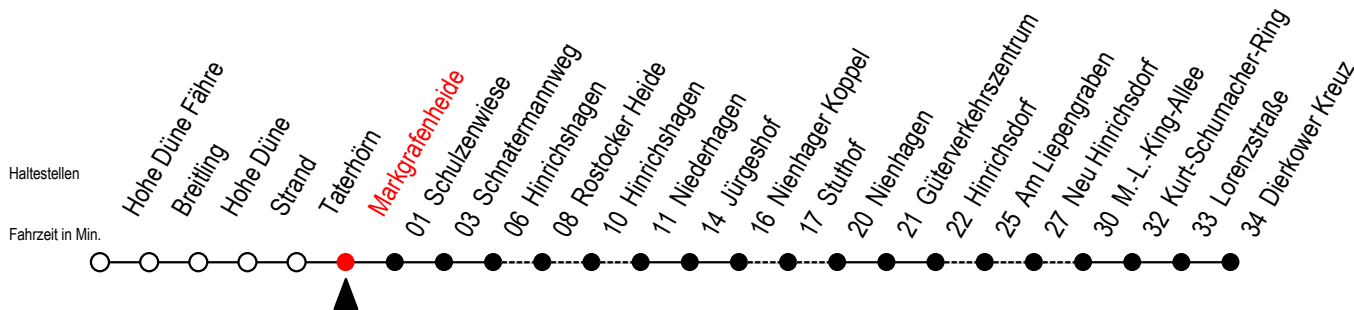 Haltestellen
Fahrzeit in Min.
Hohe Düne Fähre
Breitling
Hohe Düne
Strand
Taterhörn
Markgrafenheide
01 Schulzenwiese
03 Schnatermannweg
06 Hinrichshagen
08 Rostocker Heide
10 Hinrichshagen
11 Niederhagen
14 Jürgeshof
16 Nienhager Koppel
17 Stuthof
20 Nienhagen
21 Güterverkehrszentrum
22 Hinrichsdorf
25 Am Liepengraben
27 Neu Hinrichsdorf
30 M.-L.-King-Allee
32 Kurt-Schumacher-Ring
33 Lorenzstraße
34 Dierkower Kreuz